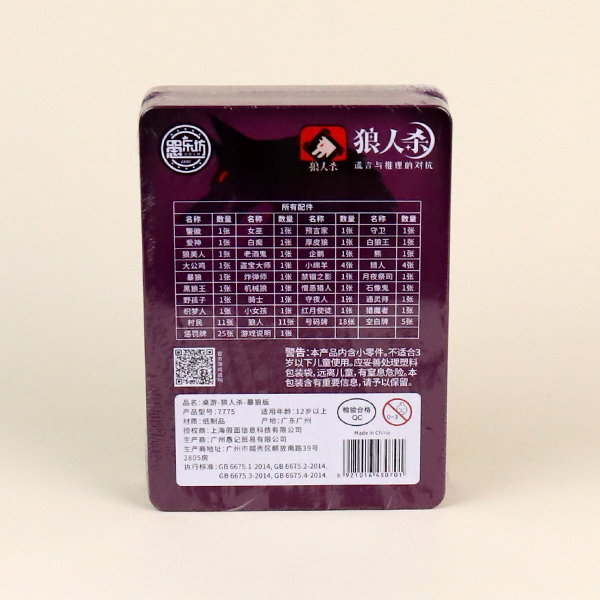 愚乐坊
狼人杀
狼人杀
谎言与推理的对抗
所有配件
名称 数量 名称 数量 名称 数量 名称 数量
警徽 1张 女巫 1张 预言家 1张 守卫 1张
爱神 1张 白痴 1张 厚皮狼 1张 白狼王 1张
狼美人 1张 老酒鬼 1张 企鹅 1张 熊 1张
大公鸡 1张 盗宝大师 1张 小绵羊 4张 猎人 4张
暴狼 1张 炸弹师 1张 禁锢之影 1张 月夜祭司 1张
黑狼王 1张 机械狼 1张 憎恶猎人 1张 石像鬼 1张
野孩子 1张 骑士 1张 守夜人 1张 通灵师 1张
织梦人 1张 小女孩 1张 红月使徒 1张 猎魔者 1张
村民 11张 狼人 11张 号码牌 18张 空白牌 5张
惩罚牌 25张 游戏说明 1张
官方游戏说明
警告:本产品内含小零件。不适合3
岁以下儿童使用。应妥善处理塑料
包装袋,远离儿童,有窒息危险。本
包装含有重要信息,请予以保留。
品名:桌游-狼人杀-暴狼版
产品型号:7775 适用年龄:12岁以上
材质:纸制品 产地:广东广州
授权商:上海假面信息科技有限公司
生产商:广州愚记贸易有限公司
生产商地址:广州市越秀区解放南路39号
2805房
执行标准:GB 6675.1-2014, GB 6675.2-2014,
GB 6675.3-2014, GB 6675.4-2014.
检验合格
QC
0-3
Made in China
6 921016 430701